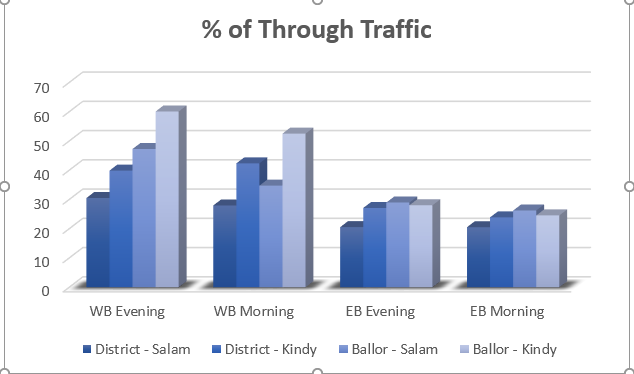 % of Through Traffic
70
60
50
40
30
20
10
0
WB Evening WB Morning EB Evening EB Morning
District - Salam District - Kindy Ballor - Salam Ballor - Kindy